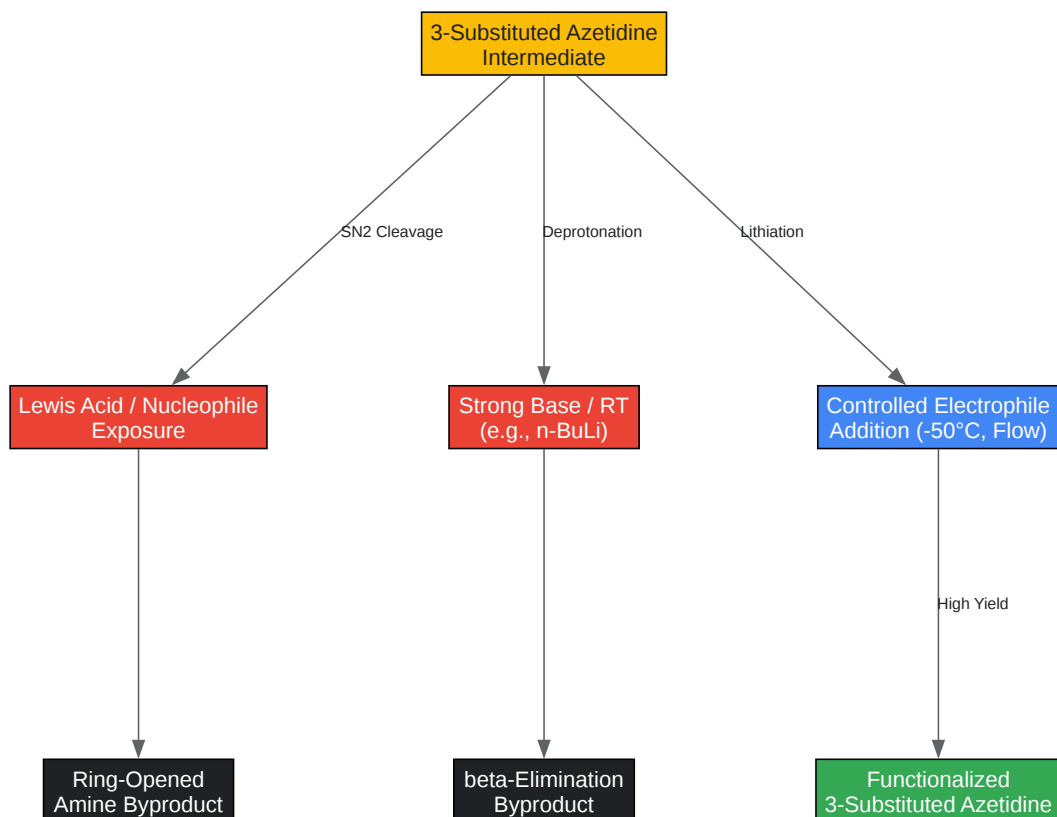 3-Substituted Azetidine
Intermediate
SN2 Cleavage
Deprotonation
Lithiation
Lewis Acid / Nucleophile
Exposure
Strong Base / RT
(e.g., n-BuLi)
Controlled Electrophile
Addition (-50°C, Flow)
High Yield
Ring-Opened
Amine Byproduct
beta-Elimination
Byproduct
Functionalized
3-Substituted Azetidine